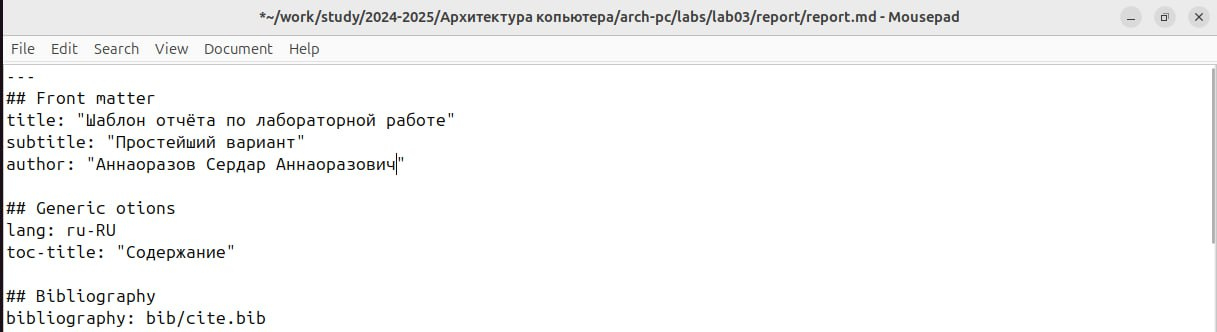 *~/work/study/2024-2025/Архитектура копьютера/arch-pc/labs/lab03/report/report.md - Mousepad
File Edit Search View Document Help
---
## Front matter
title: "Шаблон отчёта по лабораторной работе"
subtitle: "Простейший вариант"
author: "Аннаоразов Сердар Аннаоразович"
## Generic otions
lang: ru-RU
toc-title: "Содержание"
## Bibliography
bibliography: bib/cite.bib